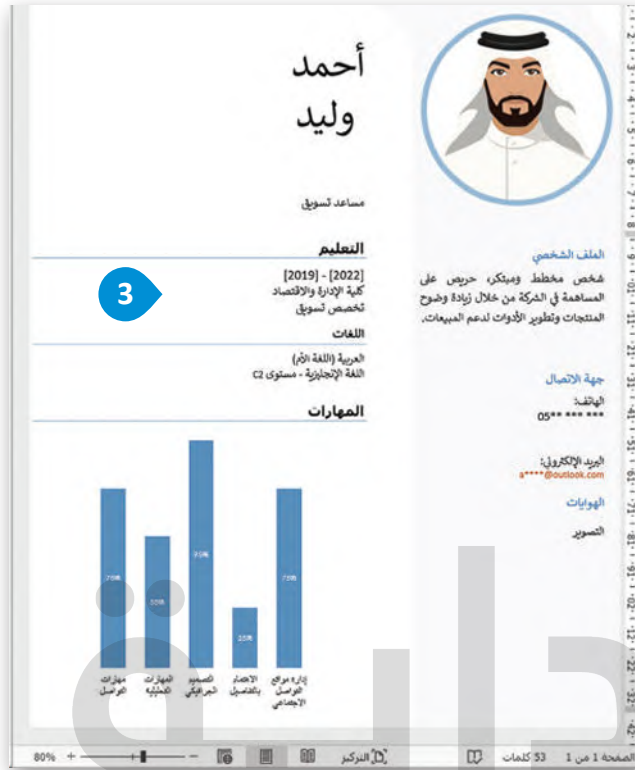 أحمد
وليد
مساعد تسويق
التعليم
[2019] - [2022]
كلية الإدارة والاقتصاد
تخصص تسويق
اللغات
العربية (اللغة الأم)
اللغة الإنجليزية - مستوى C2
المهارات
75%
25%
75%
إدارة مواقع التواصل الاجتماعي
الاهتمام بالتفاصيل
التصميم الجرافيكي
المهارات التحليلية
مهارات التواصل
الملف الشخصي
شخص مخطط ومبتكر، حريص على
المساهمة في الشركة من خلال زيادة وضوح
المنتجات وتطوير الأدوات لدعم المبيعات.
جهة الاتصال
الهاتف:
05** *** ***
البريد الإلكتروني:
a****@outlook.com
الهوايات
التصوير
3
الصفحة 1 من 1
53 كلمات
التركيز
80%